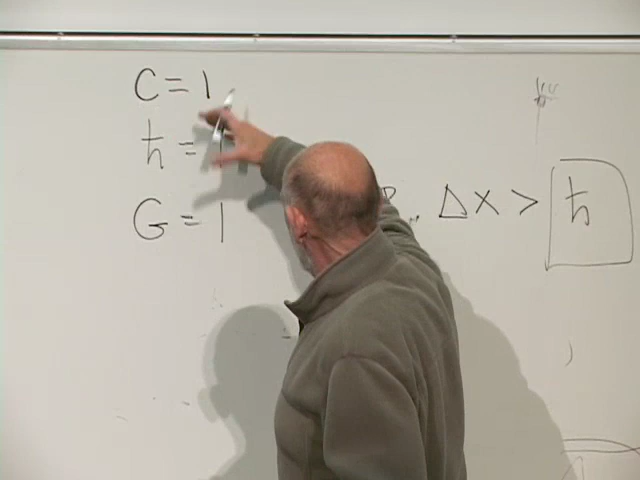 C = 1
ħ = 1
Δx > ħ
G = 1